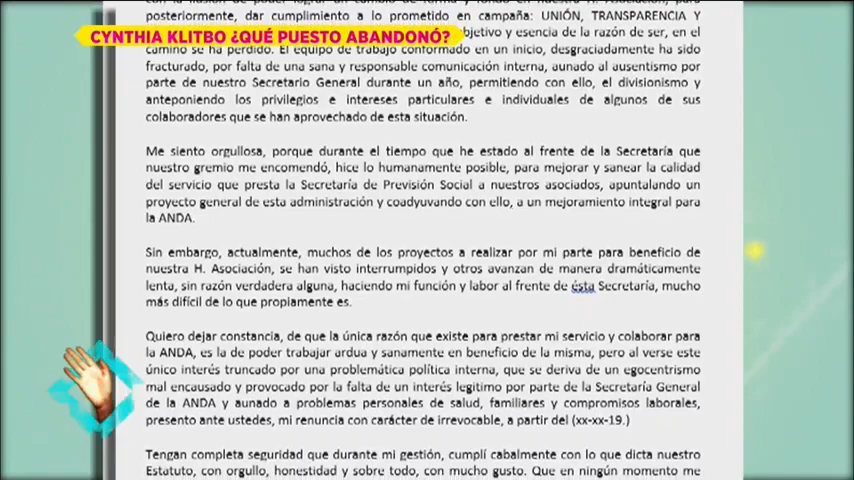 con la ilusión de poder lograr un cambio de forma y fondo en nuestra H. Asociación, para
posteriormente, dar cumplimiento a lo prometido en campaña: UNIÓN, TRANSPARENCIA Y
CYNTHIA KLITBO ¿QUÉ PUESTO ABANDONÓ?
objetivo y esencia de la razón de ser, en el
camino se ha perdido. El equipo de trabajo conformado en un inicio, desgraciadamente ha sido
fracturado, por falta de una sana y responsable comunicación interna, aunado al ausentismo por
parte de nuestro Secretario General durante un año, permitiendo con ello, el divisionismo y
anteponiendo los privilegios e intereses particulares e individuales de algunos de sus
colaboradores que se han aprovechado de esta situación.
Me siento orgullosa, porque durante el tiempo que he estado al frente de la Secretaría que
nuestro gremio me encomendó, hice lo humanamente posible, para mejorar y sanear la calidad
del servicio que presta la Secretaría de Previsión Social a nuestros asociados, apuntalando un
proyecto general de esta administración y coadyuvando con ello, a un mejoramiento integral para
la ANDA.
Sin embargo, actualmente, muchos de los proyectos a realizar por mi parte para beneficio de
nuestra H. Asociación, se han visto interrumpidos y otros avanzan de manera dramáticamente
lenta, sin razón verdadera alguna, haciendo mi función y labor al frente de ésta Secretaría, mucho
más difícil de lo que propiamente es.
Quiero dejar constancia, de que la única razón que existe para prestar mi servicio y colaborar para
la ANDA, es la de poder trabajar ardua y sanamente en beneficio de la misma, pero al verse este
único interés truncado por una problemática política interna, que se deriva de un egocentrismo
mal encausado y provocado por la falta de un interés legitimo por parte de la Secretaría General
de la ANDA y aunado a problemas personales de salud, familiares y compromisos laborales,
presento ante ustedes, mi renuncia con carácter de irrevocable, a partir del (xx-xx-19.)
Tengan completa seguridad que durante mi gestión, cumplí cabalmente con lo que dicta nuestro
Estatuto, con orgullo, honestidad y sobre todo, con mucho gusto. Que en ningún momento me